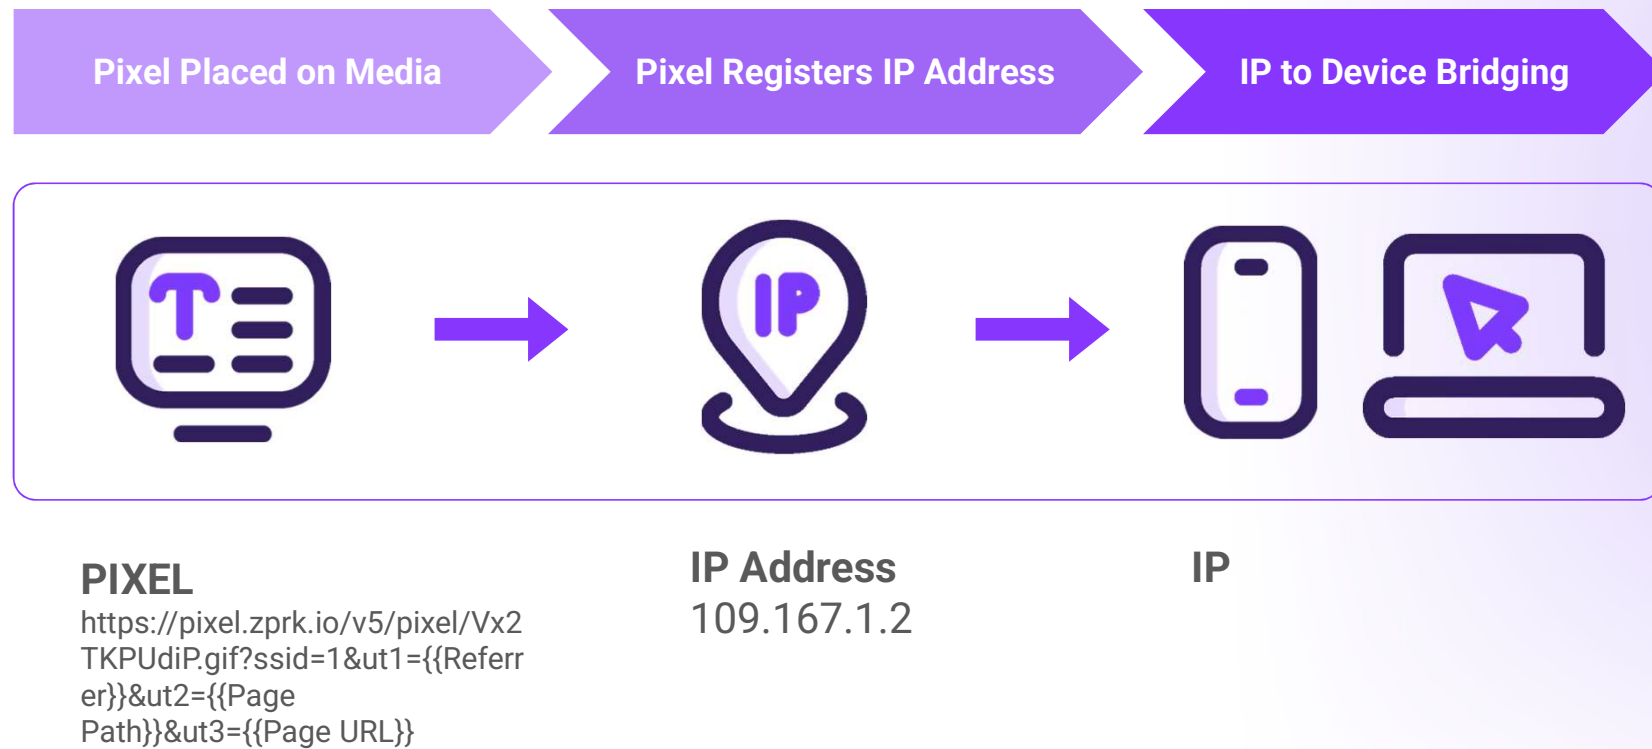 Pixel Placed on Media
Pixel Registers IP Address
IP to Device Bridging
T
IP
PIXEL
https://pixel.zprk.io/v5/pixel/Vx2
TKPUdiP.gif?ssid=1&ut1={{Referr
er}}&ut2={{Page
Path}}&ut3={{Page URL}}
IP Address
109.167.1.2
IP